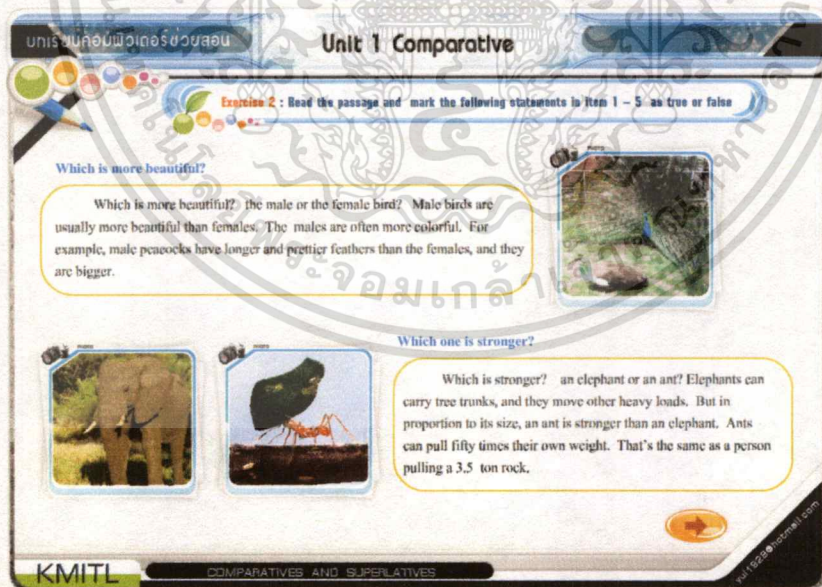 บทเรียนคอมพิวเตอร์ช่วยสอน
Unit 1 Comparative
Exercise 2 : Read the passage and mark the following statements in item 1 – 5 as true or false
Which is more beautiful?
PHOTO
Which is more beautiful? the male or the female bird? Male birds are
usually more beautiful than females. The males are often more colorful. For
example, male peacocks have longer and prettier feathers than the females, and they
are bigger.
Which one is stronger?
PHOTO
PHOTO
Which is stronger? an elephant or an ant? Elephants can
carry tree trunks, and they move other heavy loads. But in
proportion to its size, an ant is stronger than an elephant. Ants
can pull fifty times their own weight. That's the same as a person
pulling a 3.5 ton rock.
KMITL
COMPARATIVES AND SUPERLATIVES